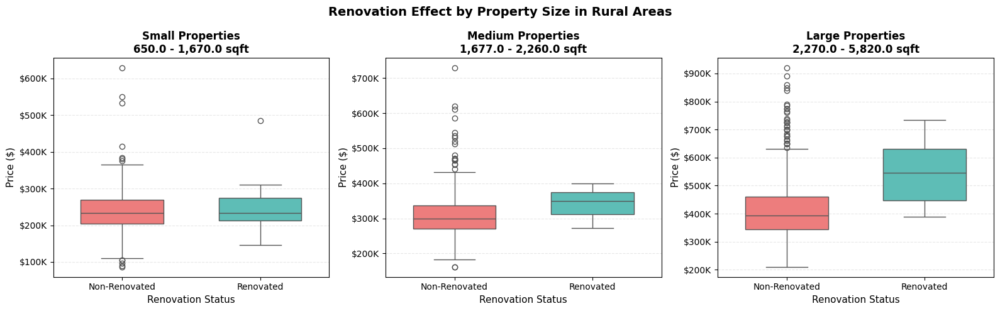 Renovation Effect by Property Size in Rural Areas
Small Properties
650.0 - 1,670.0 sqft
Price ($)
$600K
$500K
$400K
$300K
$200K
$100K
Non-Renovated
Renovated
Renovation Status
Medium Properties
1,677.0 - 2,260.0 sqft
Price ($)
$700K
$600K
$500K
$400K
$300K
$200K
Non-Renovated
Renovated
Renovation Status
Large Properties
2,270.0 - 5,820.0 sqft
Price ($)
$900K
$800K
$700K
$600K
$500K
$400K
$300K
$200K
Non-Renovated
Renovated
Renovation Status